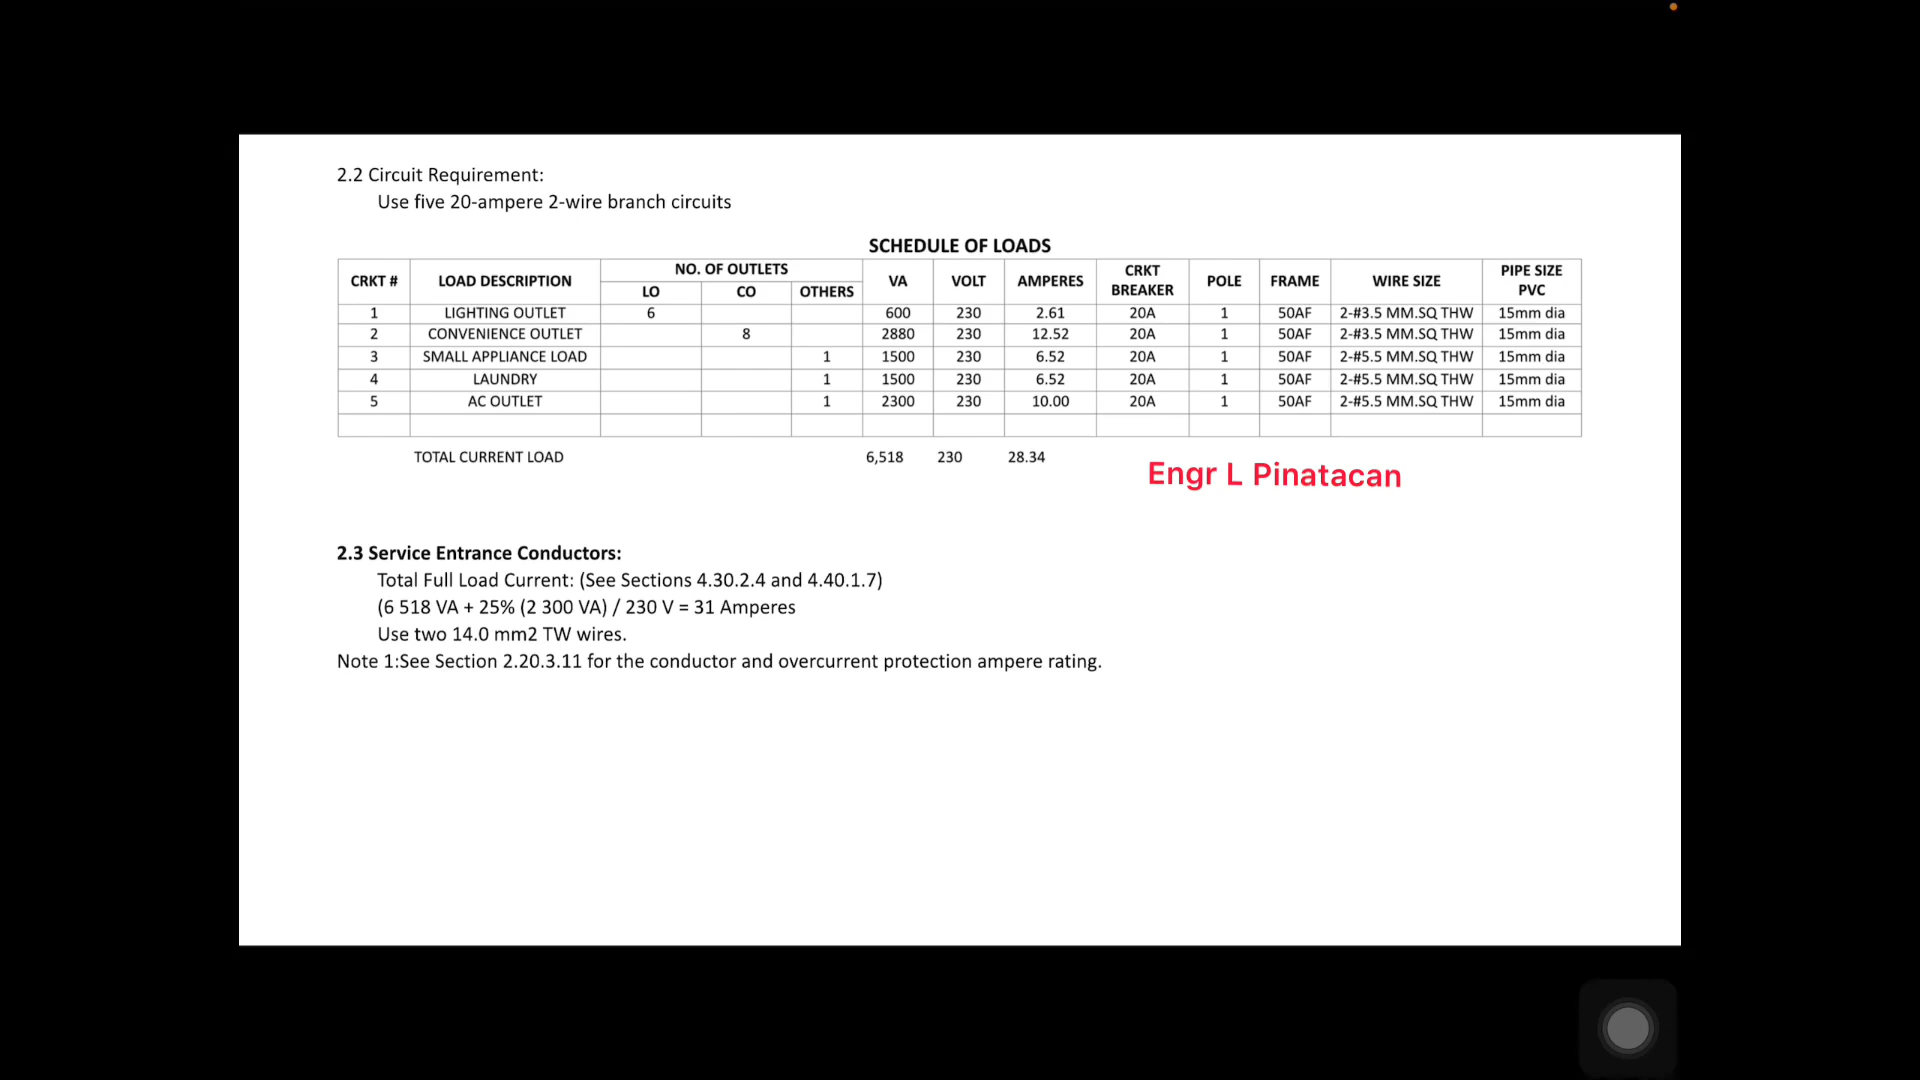 2.2 Circuit Requirement:
Use five 20-ampere 2-wire branch circuits
SCHEDULE OF LOADS
CRKT # LOAD DESCRIPTION NO. OF OUTLETS VA VOLT AMPERES CRKT BREAKER POLE FRAME WIRE SIZE PIPE SIZE PVC
LO CO OTHERS
1 LIGHTING OUTLET 6 600 230 2.61 20A 1 50AF 2-#3.5 MM.SQ THW 15mm dia
2 CONVENIENCE OUTLET 8 2880 230 12.52 20A 1 50AF 2-#3.5 MM.SQ THW 15mm dia
3 SMALL APPLIANCE LOAD 1 1500 230 6.52 20A 1 50AF 2-#5.5 MM.SQ THW 15mm dia
4 LAUNDRY 1 1500 230 6.52 20A 1 50AF 2-#5.5 MM.SQ THW 15mm dia
5 AC OUTLET 1 2300 230 10.00 20A 1 50AF 2-#5.5 MM.SQ THW 15mm dia
TOTAL CURRENT LOAD 6,518 230 28.34
Engr L Pinatacan
2.3 Service Entrance Conductors:
Total Full Load Current: (See Sections 4.30.2.4 and 4.40.1.7)
(6 518 VA + 25% (2 300 VA) / 230 V = 31 Amperes
Use two 14.0 mm2 TW wires.
Note 1:See Section 2.20.3.11 for the conductor and overcurrent protection ampere rating.